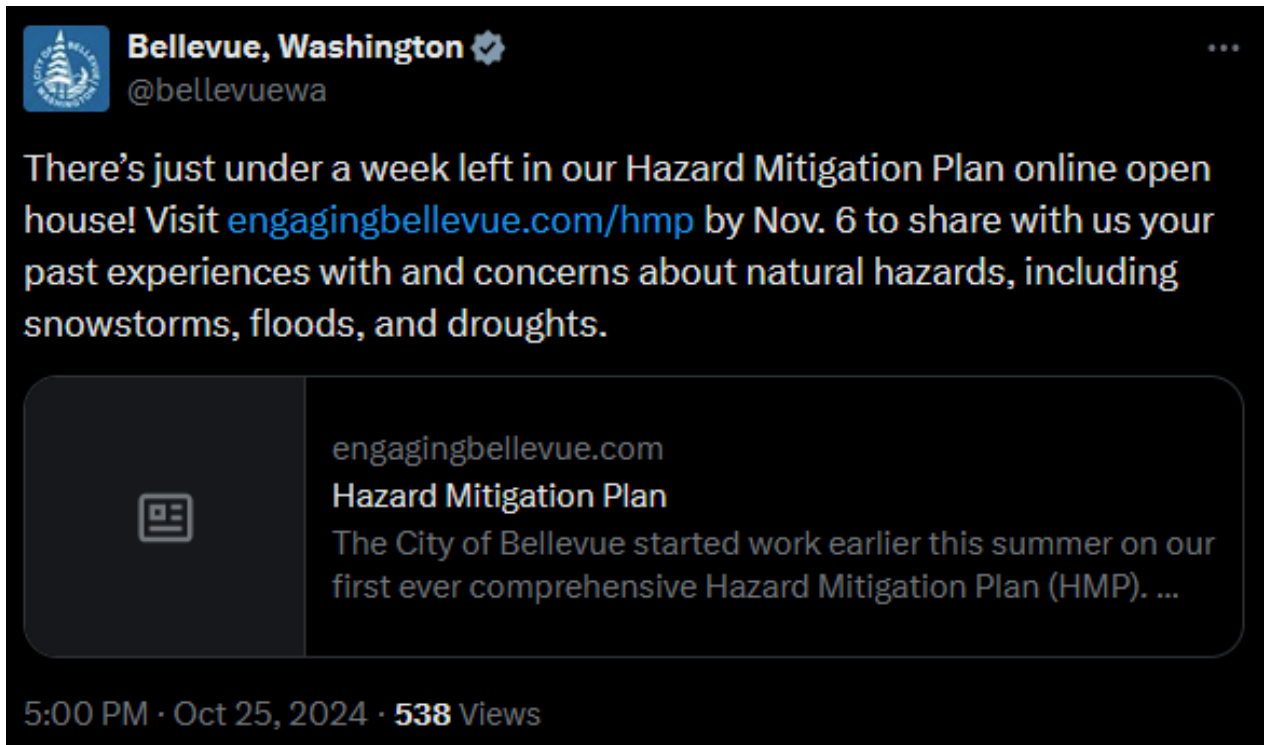 Bellevue, Washington
@bellevuewa
There’s just under a week left in our Hazard Mitigation Plan online open
house! Visit engagingbellevue.com/hmp by Nov. 6 to share with us your
past experiences with and concerns about natural hazards, including
snowstorms, floods, and droughts.
engagingbellevue.com
Hazard Mitigation Plan
The City of Bellevue started work earlier this summer on our
first ever comprehensive Hazard Mitigation Plan (HMP). ...
5:00 PM · Oct 25, 2024 · 538 Views